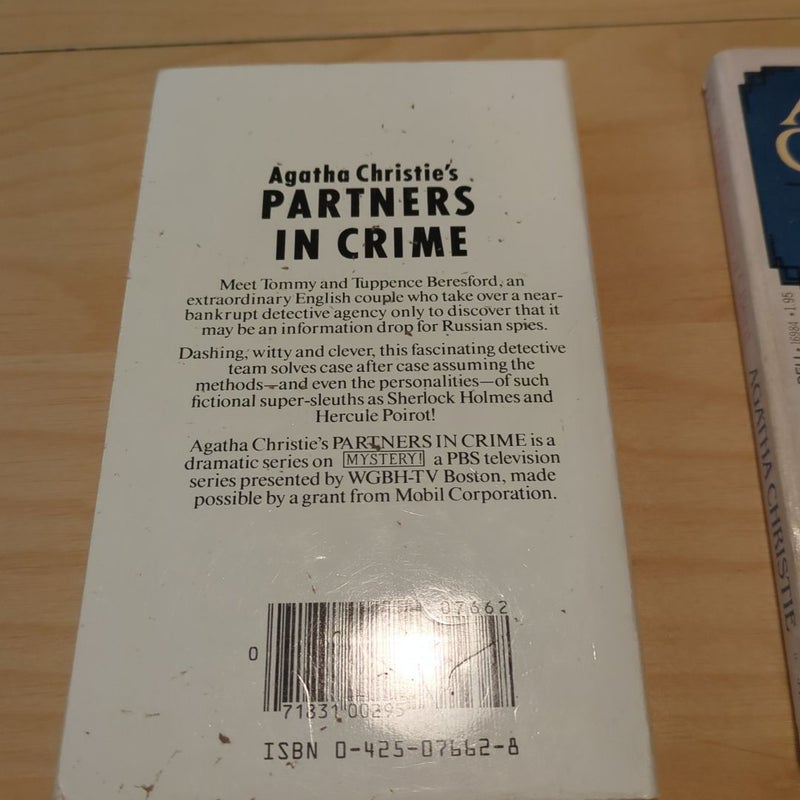 Agatha Christie's
PARTNERS
IN CRIME
Meet Tommy and Tuppence Beresford, an
extraordinary English couple who take over a near-
bankrupt detective agency only to discover that it
may be an information drop for Russian spies.
Dashing, witty and clever, this fascinating detective
team solves case after case assuming the
methods—and even the personalities—of such
fictional super-sleuths as Sherlock Holmes and
Hercule Poirot!
Agatha Christie's PARTNERS IN CRIME is a
dramatic series on MYSTERY! a PBS television
series presented by WGBH-TV Boston, made
possible by a grant from Mobil Corporation.
07662
0
71831 00295
ISBN 0-425-07662-8
AGATHA CHRISTIE
16984 • 1.95